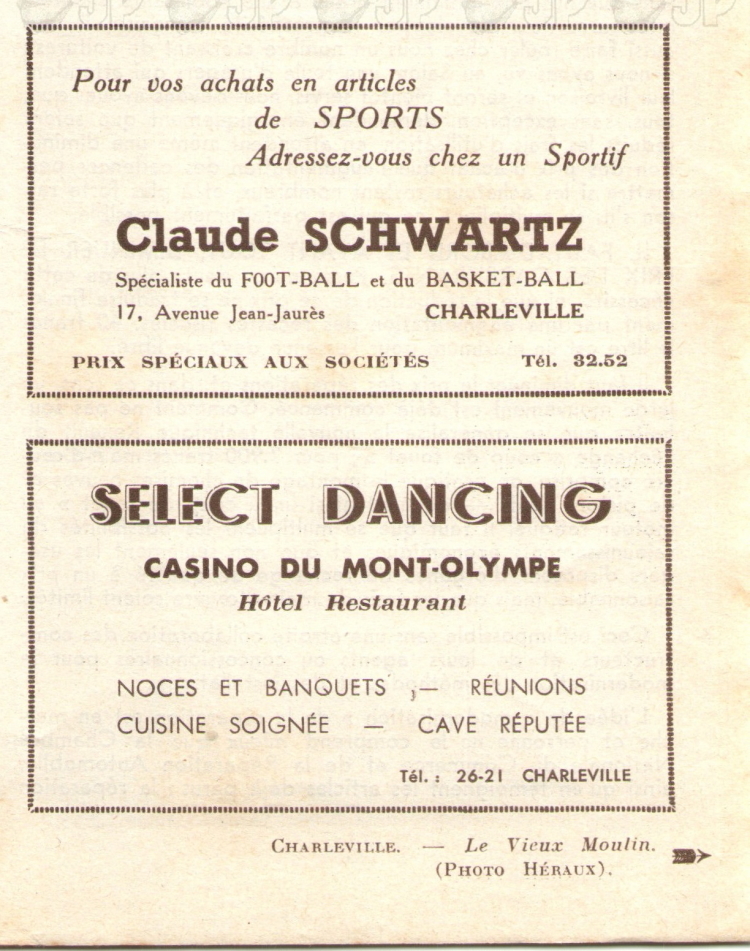 Pour vos achats en articles
de SPORTS
Adressez-vous chez un Sportif
Claude SCHWARTZ
Spécialiste du FOOT-BALL et du BASKET-BALL
17, Avenue Jean-Jaurès CHARLEVILLE
PRIX SPÉCIAUX AUX SOCIÉTÉS Tél. 32.52
SELECT DANCING
CASINO DU MONT-OLYMPE
Hôtel Restaurant
NOCES ET BANQUETS ,— RÉUNIONS
CUISINE SOIGNÉE — CAVE RÉPUTÉE
Tél. : 26-21 CHARLEVILLE
CHARLEVILLE. — Le Vieux Moulin.
(PHOTO HÉRAUX).